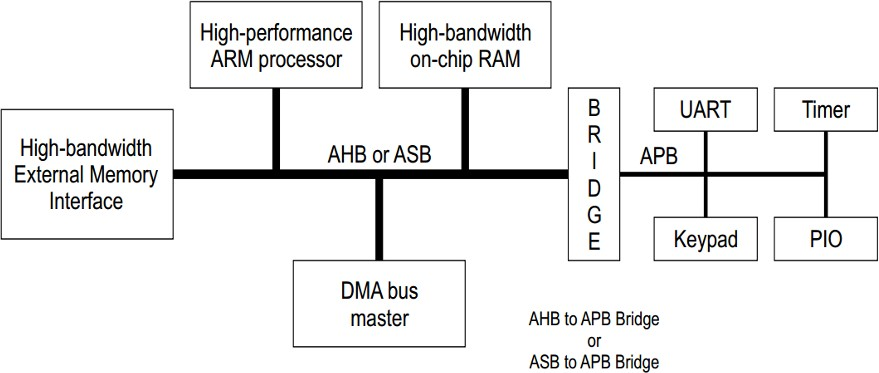 High-performance
ARM processor
High-bandwidth
on-chip RAM
High-bandwidth
External Memory
Interface
AHB or ASB
B
R
I
D
G
E
APB
UART
Timer
Keypad
PIO
DMA bus
master
AHB to APB Bridge
or
ASB to APB Bridge